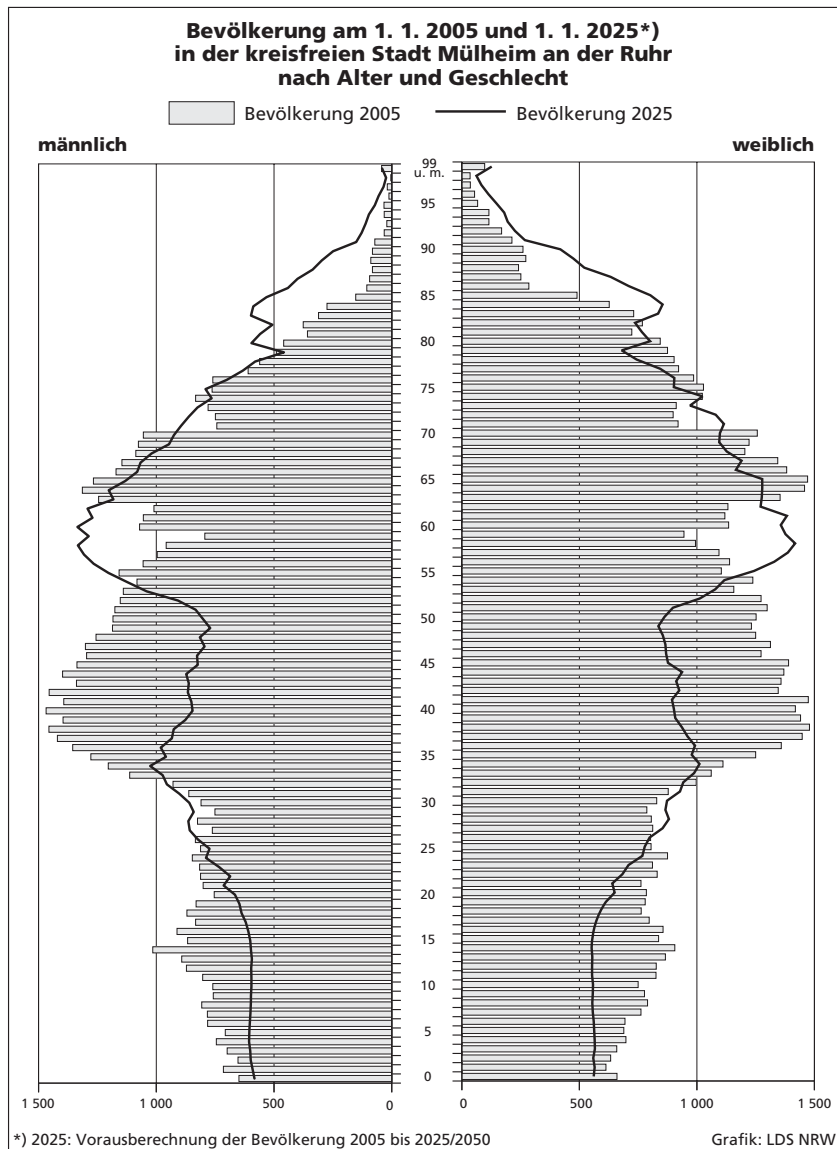 Bevölkerung am 1. 1. 2005 und 1. 1. 2025*)
in der kreisfreien Stadt Mülheim an der Ruhr
nach Alter und Geschlecht
Bevölkerung 2005
Bevölkerung 2025
männlich
weiblich
99
u. m.
95
90
85
80
75
70
65
60
55
50
45
40
35
30
25
20
15
10
5
0
1 500 1 000 500 0
0 500 1 000 1 500
*) 2025: Vorausberechnung der Bevölkerung 2005 bis 2025/2050
Grafik: LDS NRW